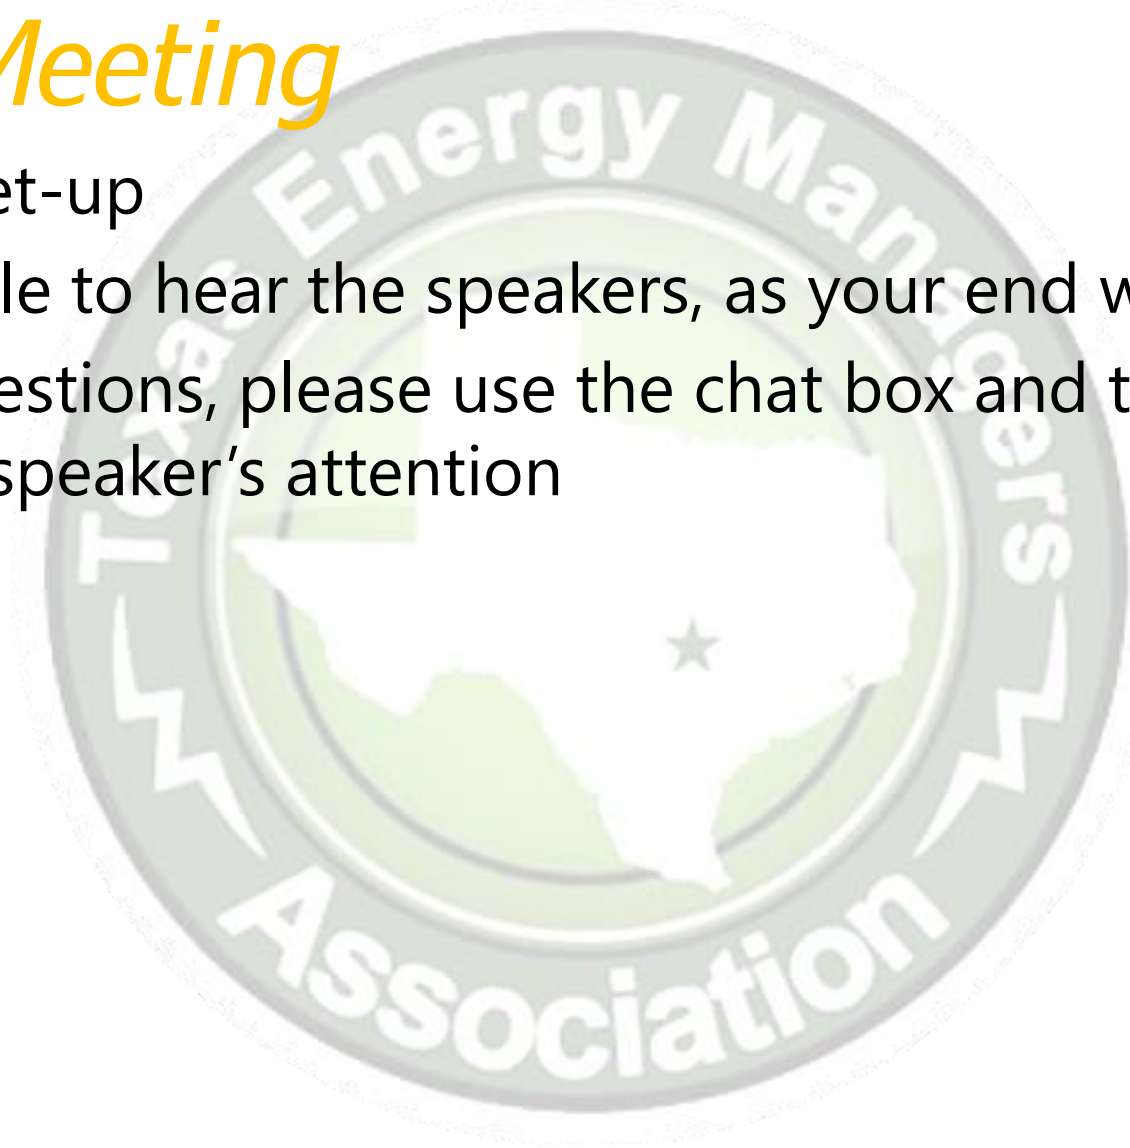 Meeting
et-up
le to hear the speakers, as your end w
estions, please use the chat box and t
speaker’s attention
Texas Energy Managers
Association